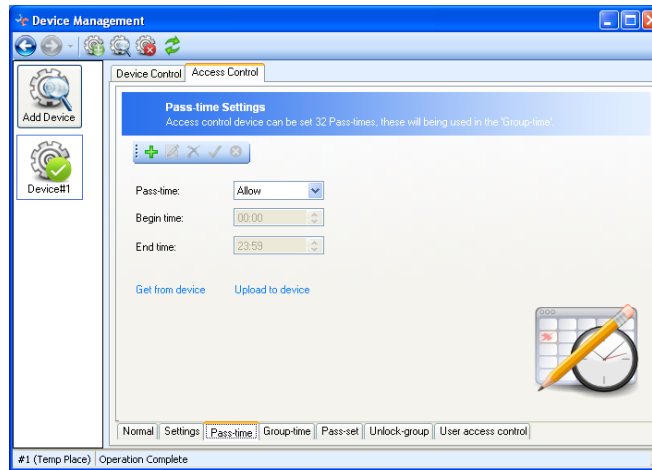 Device Management
Add Device
Device#1
Device Control Access Control
Pass-time Settings
Access control device can be set 32 Pass-times, these will being used in the 'Group-time'.
Pass-time: Allow
Begin time: 00:00
End time: 23:59
Get from device Upload to device
Normal Settings Pass-time Group-time Pass-set Unlock-group User access control
#1 (Temp Place) Operation Complete